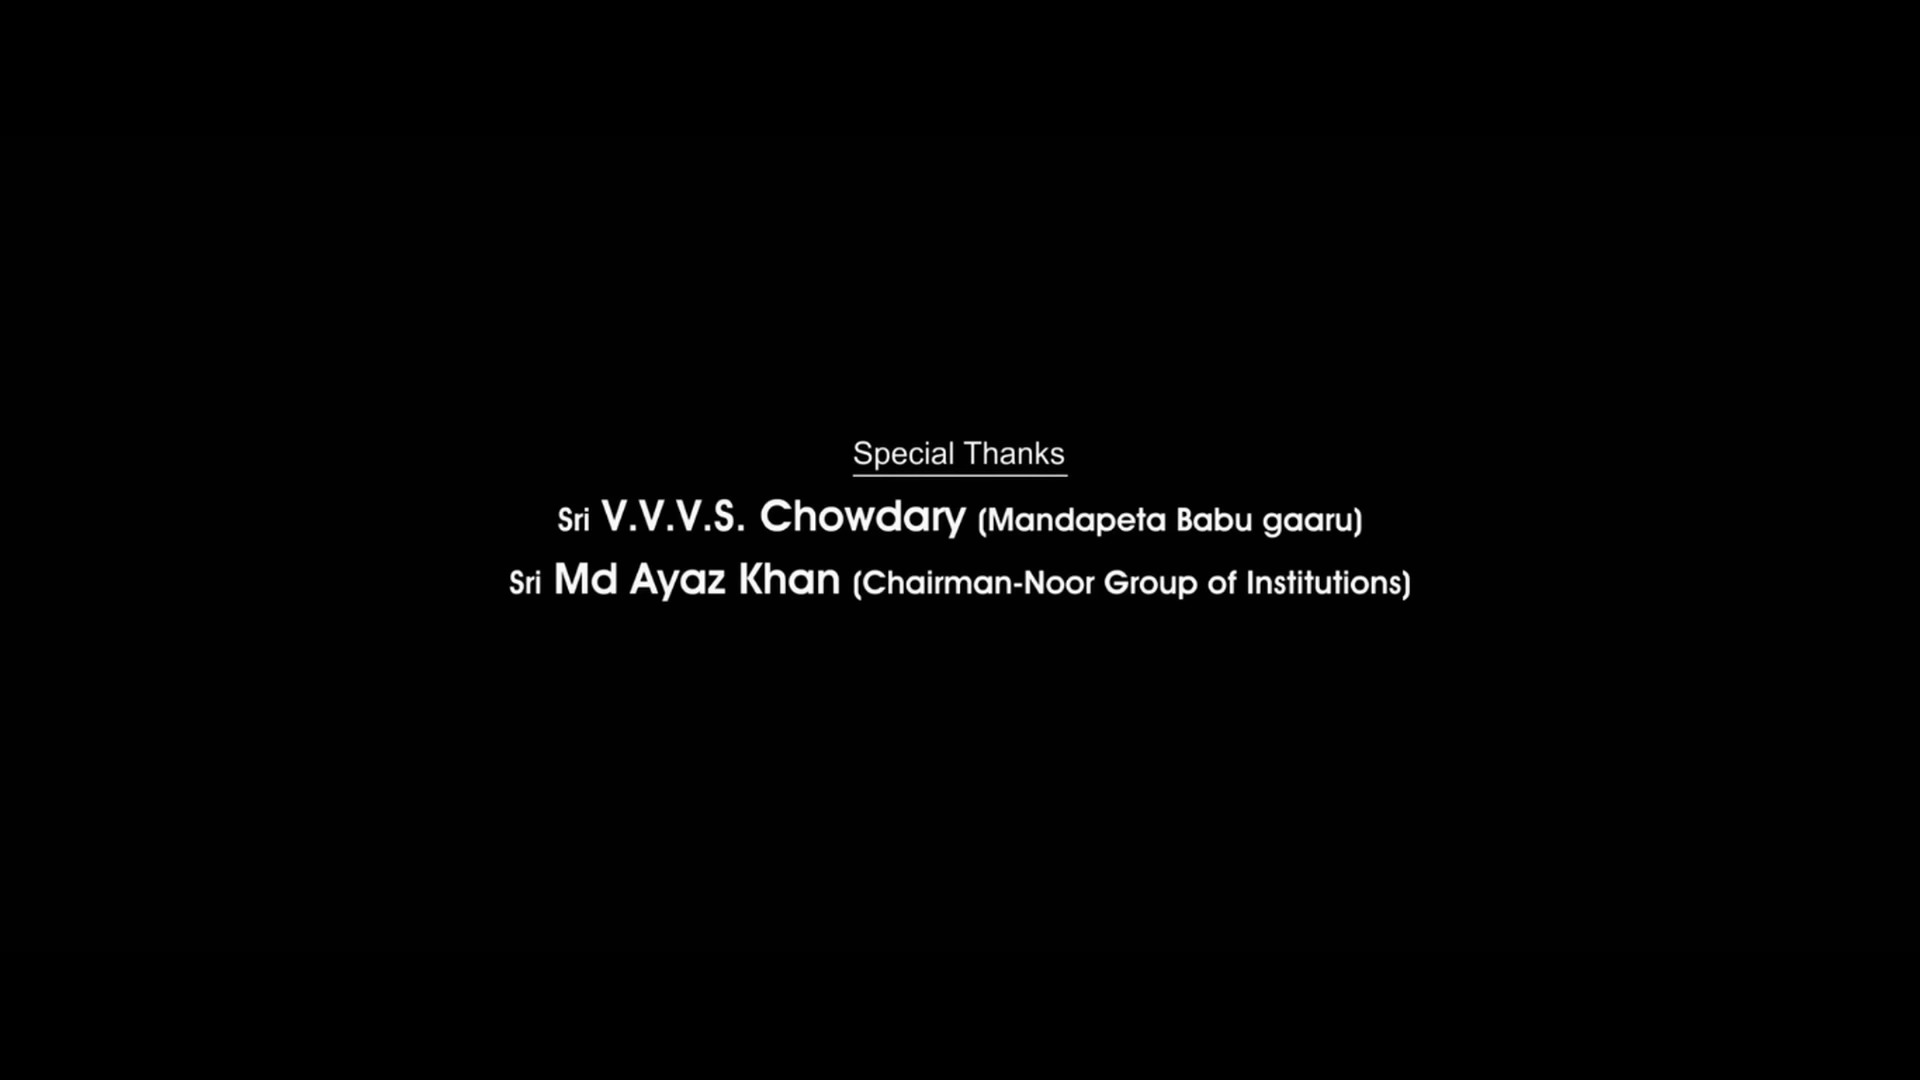 Special Thanks
Sri V.V.V.S. Chowdary (Mandapeta Babu gaaru)
Sri Md Ayaz Khan (Chairman-Noor Group of Institutions)